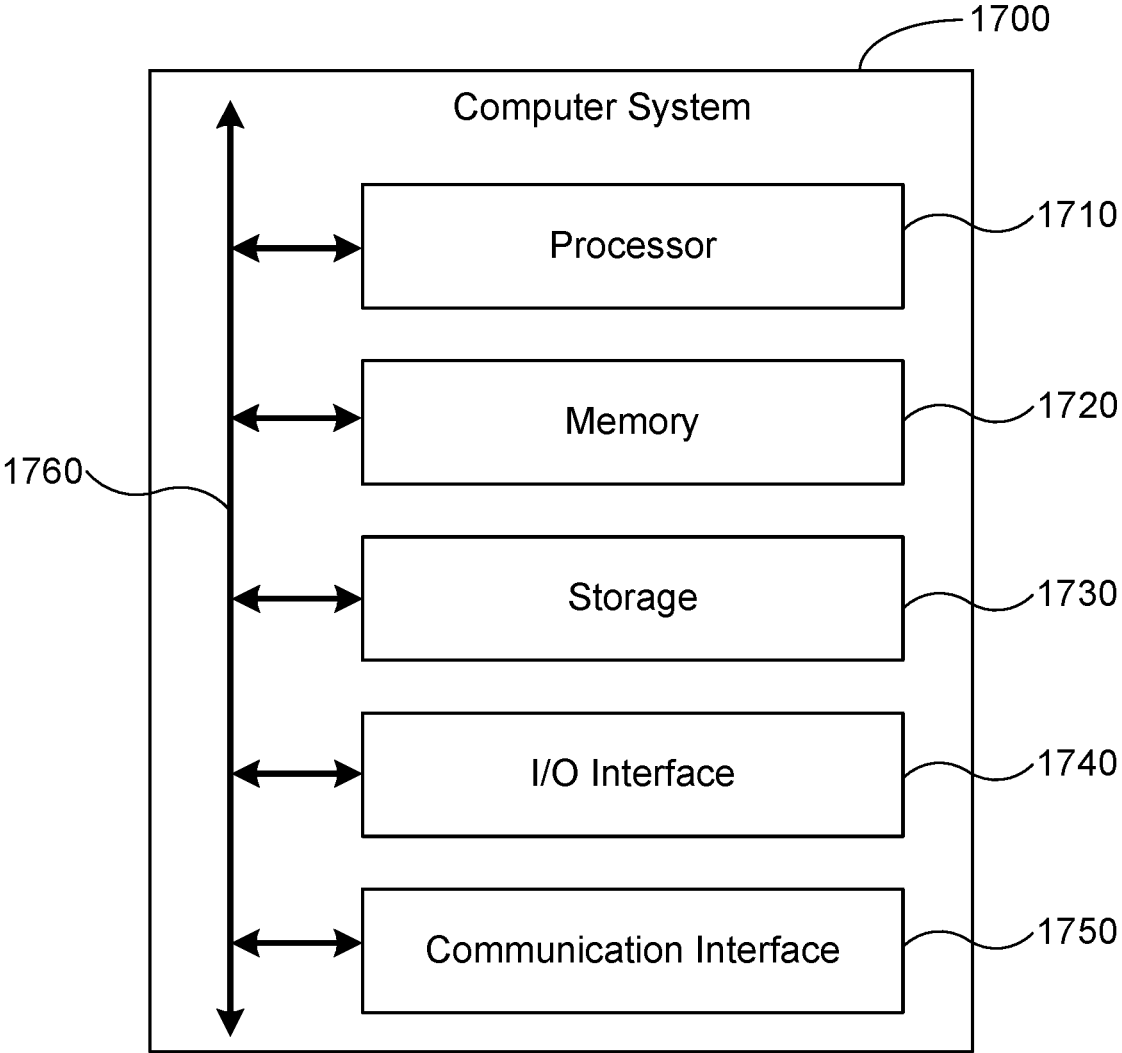 1700
Computer System
Processor
1710
Memory
1720
1760
Storage
1730
I/O Interface
1740
Communication Interface
1750